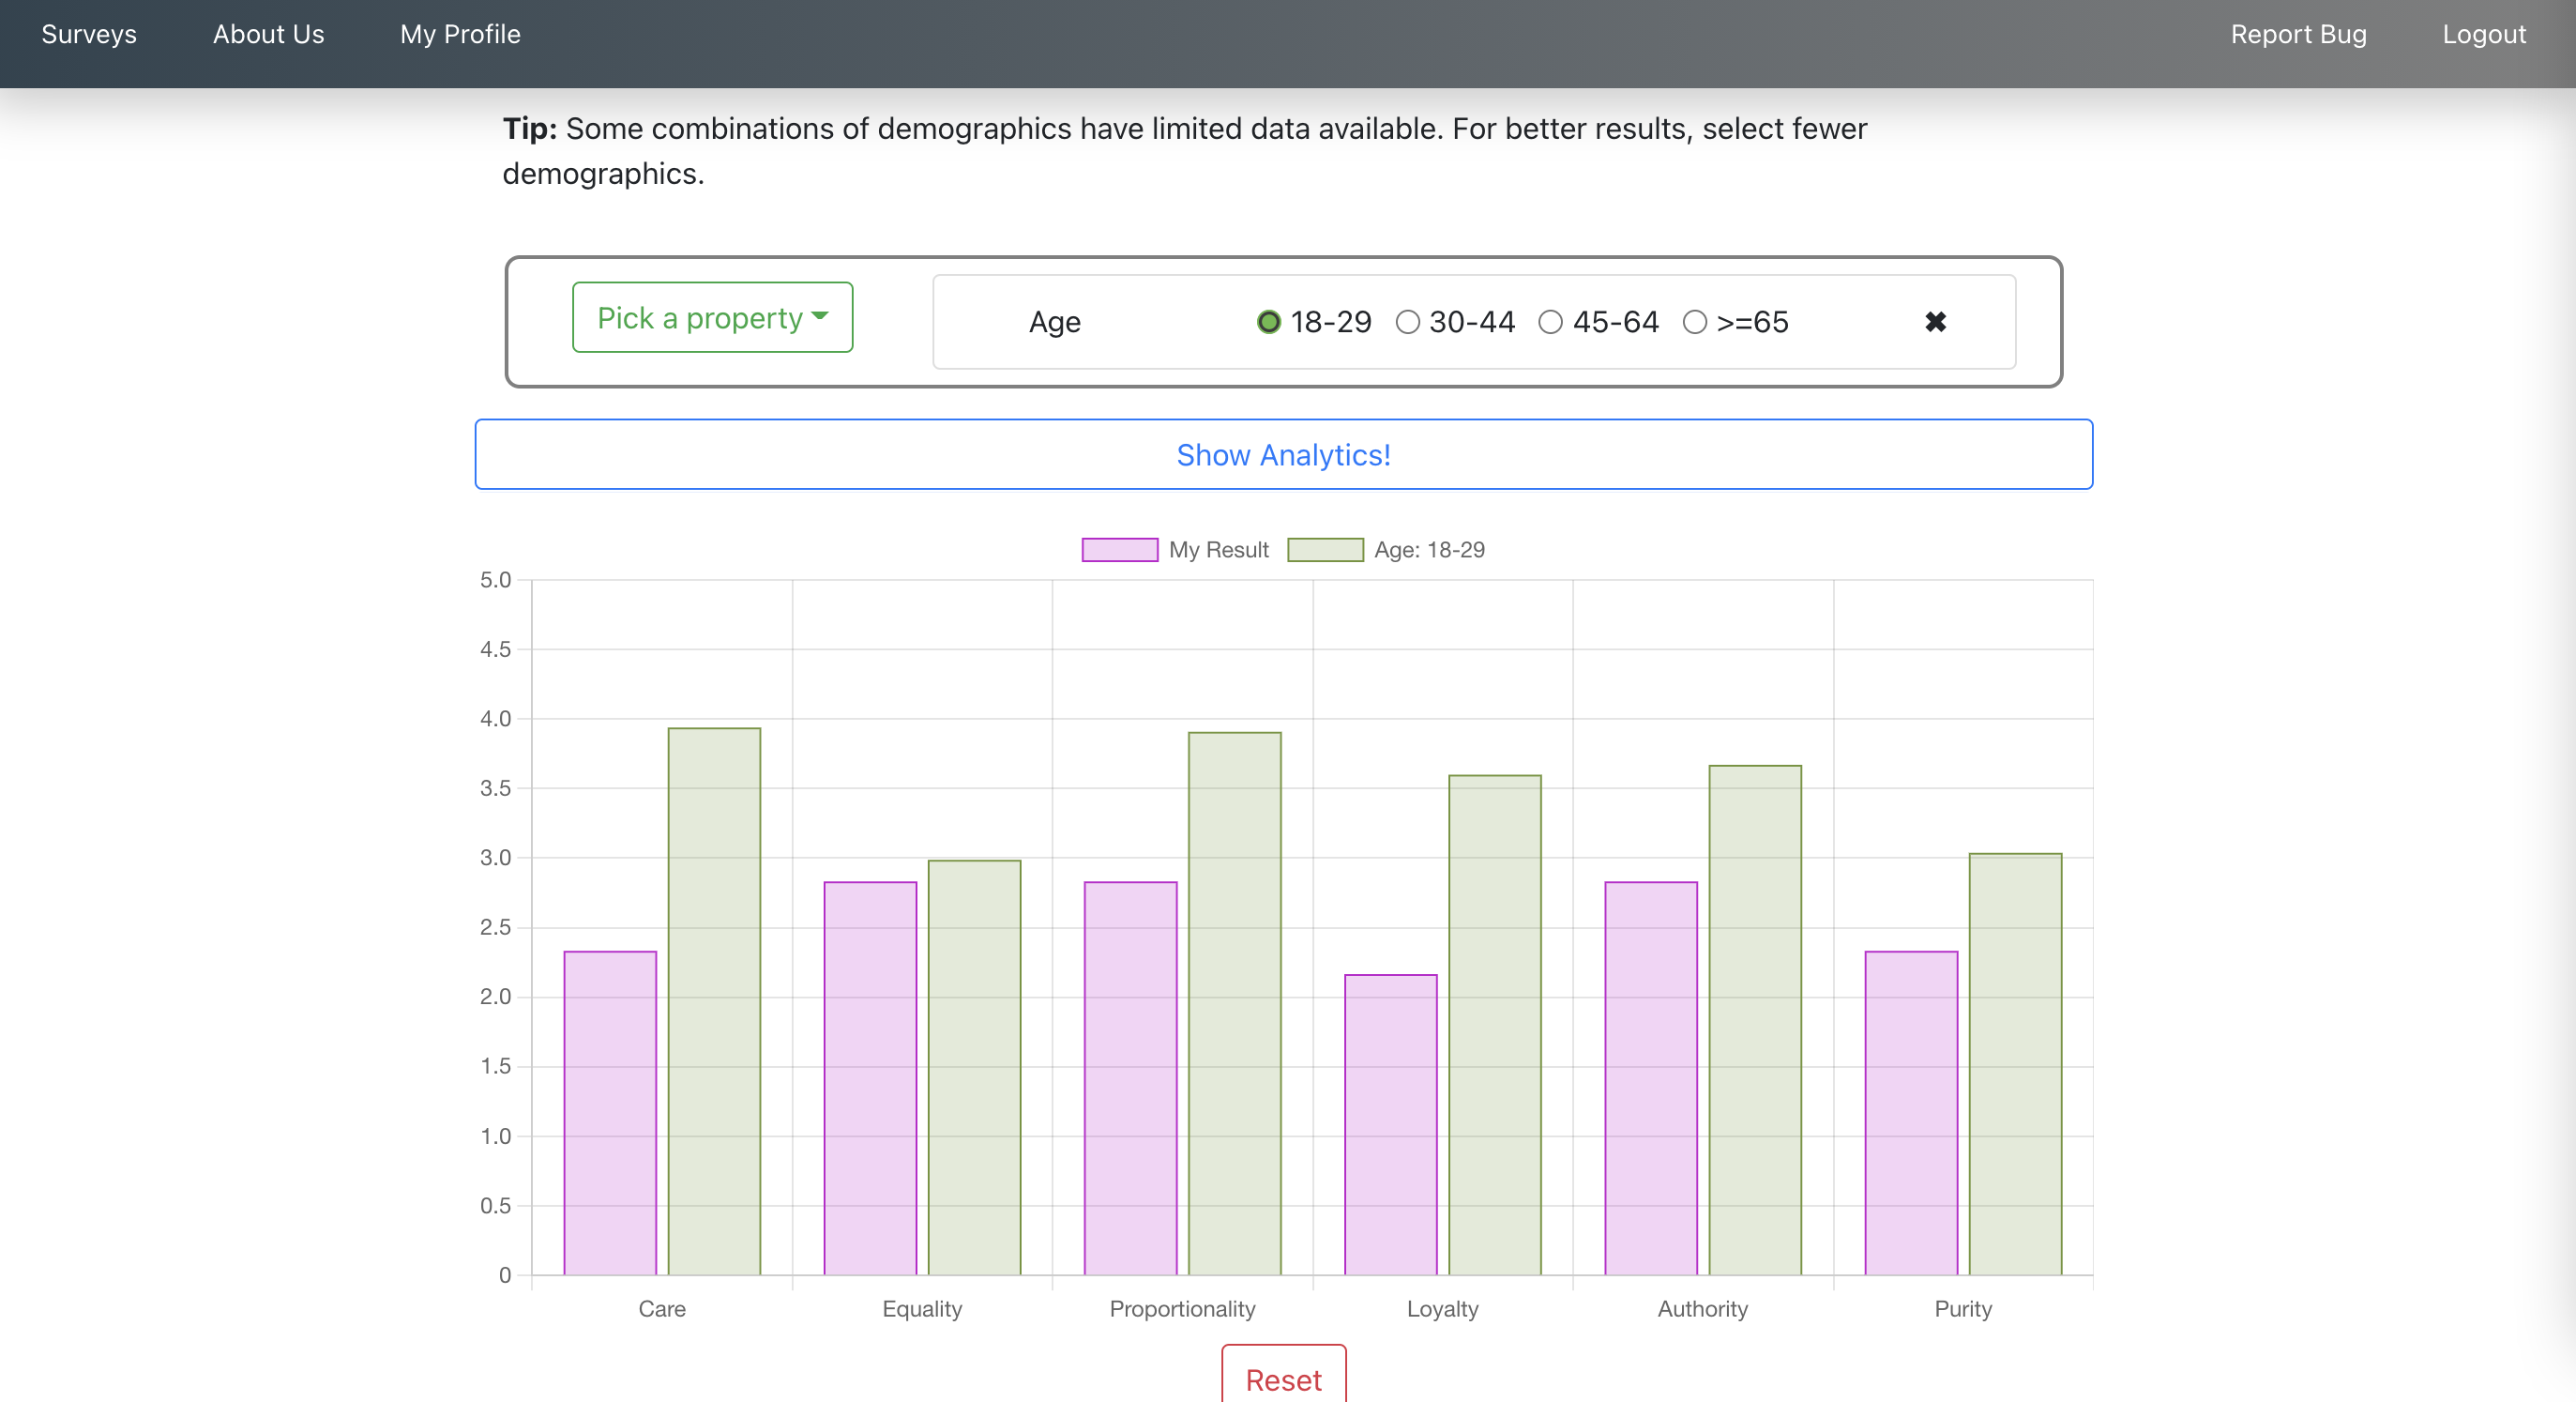 Surveys About Us My Profile Report Bug Logout
Tip: Some combinations of demographics have limited data available. For better results, select fewer
demographics.
Pick a property Age 18-29 30-44 45-64 >=65 ✖
Show Analytics!
My Result Age: 18-29
5.0
4.5
4.0
3.5
3.0
2.5
2.0
1.5
1.0
0.5
0
Care Equality Proportionality Loyalty Authority Purity
Reset